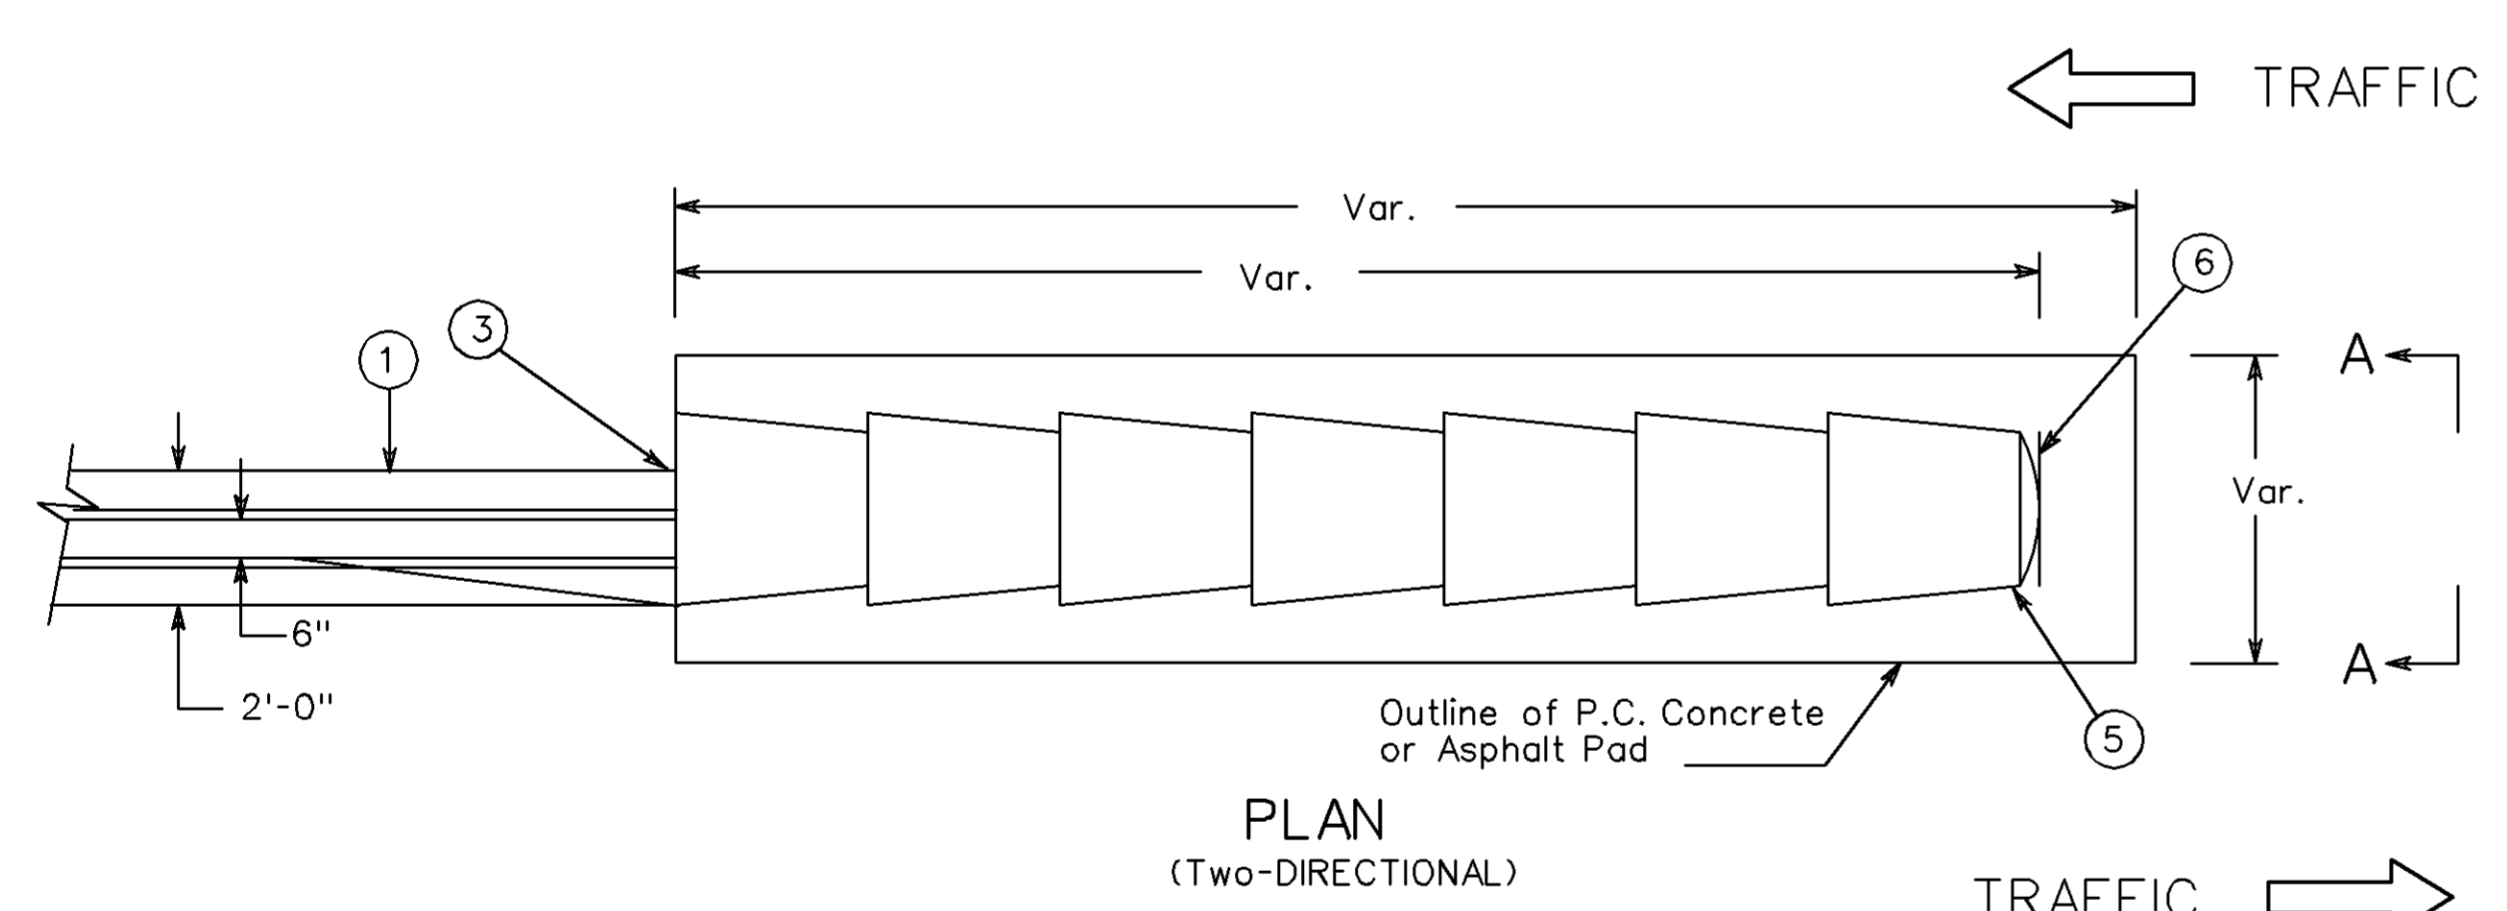 TRAFFIC
Var.
Var.
6
3
1
A
Var.
6"
A
2'-0"
Outline of P.C. Concrete
or Asphalt Pad
5
PLAN
(Two-DIRECTIONAL)
TRAFFIC